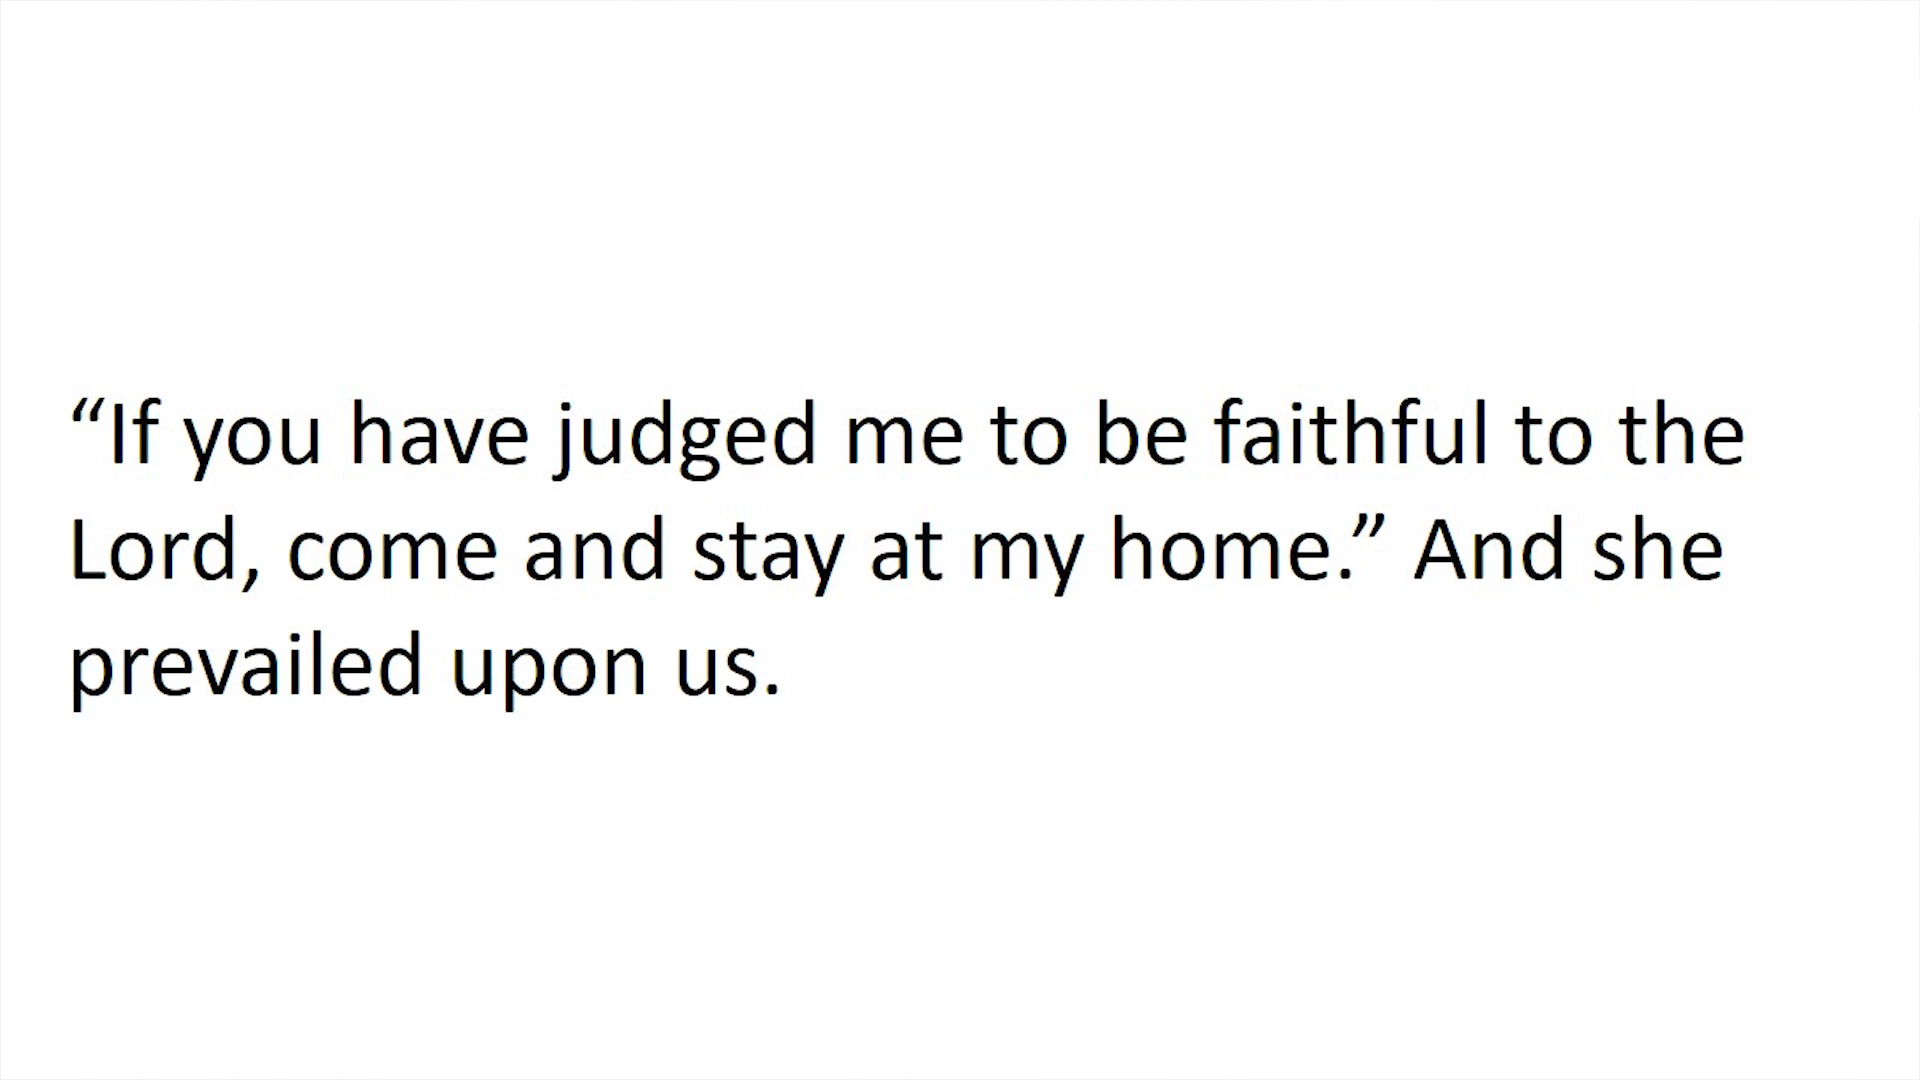 “If you have judged me to be faithful to the
Lord, come and stay at my home.” And she
prevailed upon us.